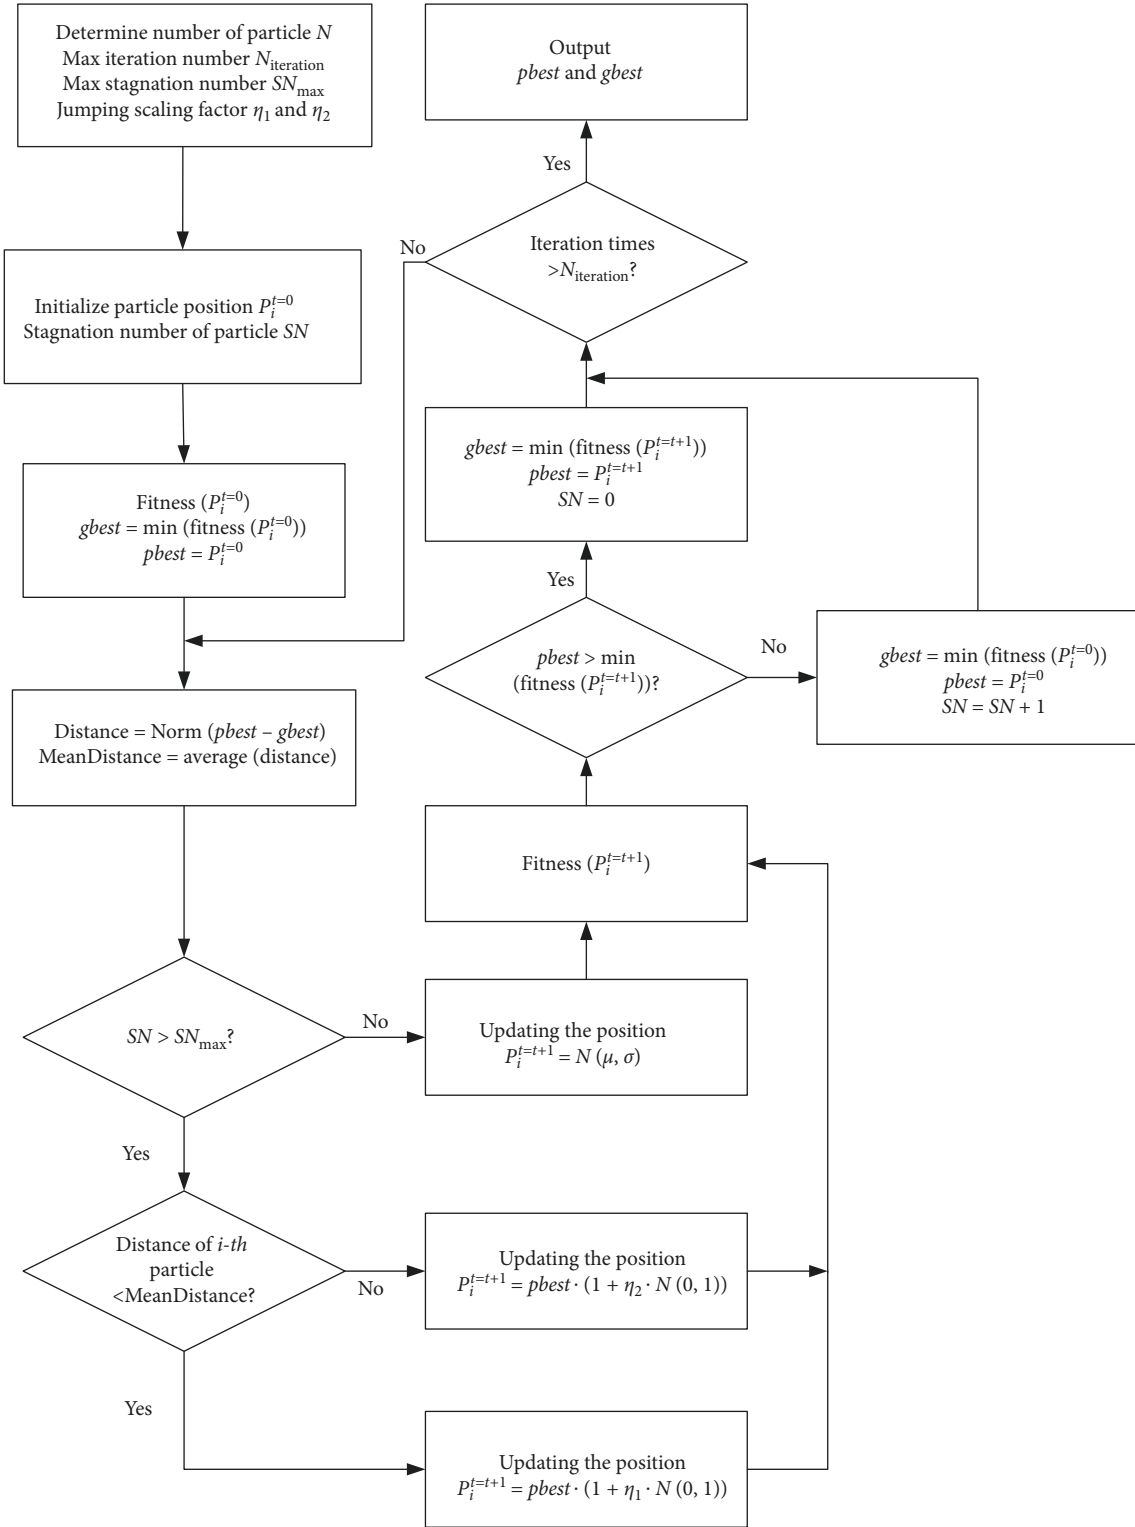 Determine number of particle N
Max iteration number N_iteration
Max stagnation number SN_max
Jumping scaling factor η_1 and η_2
Initialize particle position P_i^{t=0}
Stagnation number of particle SN
Fitness (P_i^{t=0})
gbest = min (fitness (P_i^{t=0}))
pbest = P_i^{t=0}
Distance = Norm (pbest – gbest)
MeanDistance = average (distance)
SN > SN_max?
No
Yes
Distance of i-th
particle
<MeanDistance?
No
Yes
Updating the position
P_i^{t=t+1} = pbest · (1 + η_1 · N (0, 1))
Updating the position
P_i^{t=t+1} = pbest · (1 + η_2 · N (0, 1))
Updating the position
P_i^{t=t+1} = N (μ, σ)
Fitness (P_i^{t=t+1})
pbest > min
(fitness (P_i^{t=t+1}))?
No
Yes
gbest = min (fitness (P_i^{t=0}))
pbest = P_i^{t=0}
SN = SN + 1
gbest = min (fitness (P_i^{t=t+1}))
pbest = P_i^{t=t+1}
SN = 0
Iteration times
>N_iteration?
No
Yes
Output
pbest and gbest